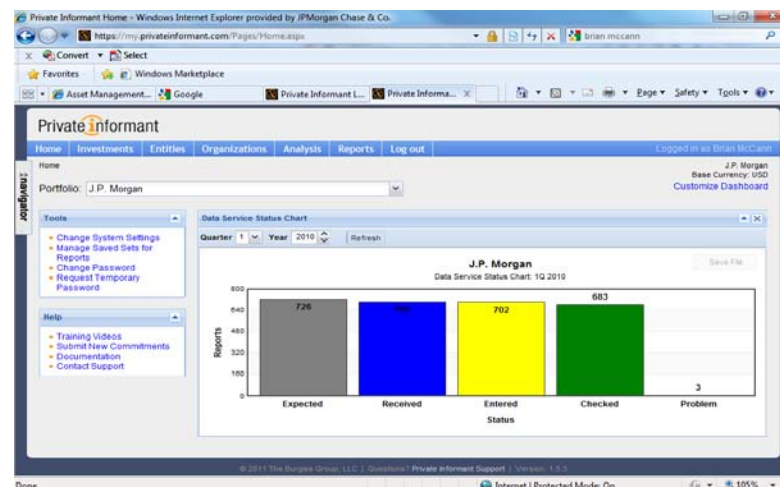 Private Informant Home - Windows Internet Explorer provided by JPMorgan Chase & Co.
https://my.privateinformant.com/Pages/Home.aspx
brian mccann
x Convert Select
Favorites Windows Marketplace
Asset Management... Google Private Informant L... Private Informa... X Page Safety Tools
Private informant
Home Investments Entities Organizations Analysis Reports Log out Logged in as Brian McCann
:navigator
Home
J.P. Morgan
Base Currency: USD
Portfolio: J.P. Morgan
Customize Dashboard
Tools
Change System Settings
Manage Saved Sets for
Reports
Change Password
Request Temporary
Password
Help
Training Videos
Submit New Commitments
Documentation
Contact Support
Data Service Status Chart
Quarter 1 Year 2010 Refresh
J.P. Morgan
Save File
Data Service Status Chart: 1Q 2010
Reports
800
640
480
320
160
0
726
702
683
3
Expected Received Entered Checked Problem
Status
© 2011 The Burgiss Group, LLC | Questions? Private Informant Support | Version: 1.5.3
Done
Internet | Protected Mode: On
105%